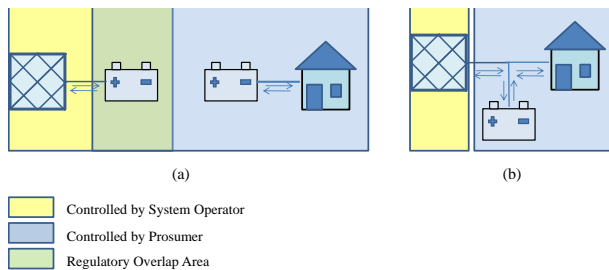 (a)
(b)
Controlled by System Operator
Controlled by Prosumer
Regulatory Overlap Area